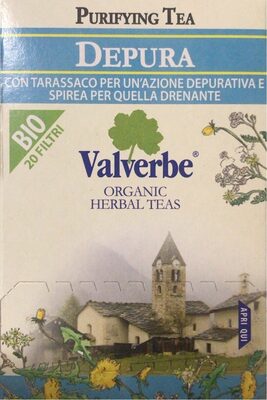 PURIFYING TEA
DEPURA
CON TARASSACO PER UN'AZIONE DEPURATIVA E
SPIREA PER QUELLA DRENANTE
BIO
20 FILTRI
Valverbe®
ORGANIC
HERBAL TEAS
APRI QUI